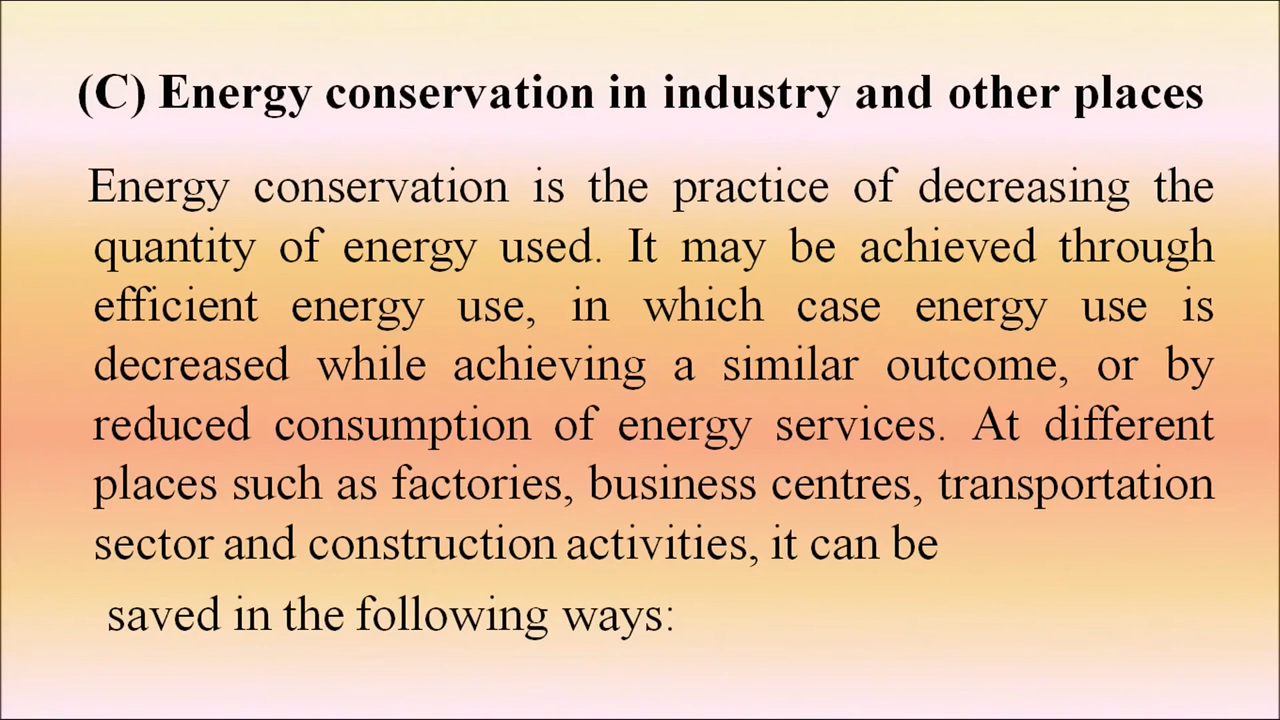 (C) Energy conservation in industry and other places
Energy conservation is the practice of decreasing the
quantity of energy used. It may be achieved through
efficient energy use, in which case energy use is
decreased while achieving a similar outcome, or by
reduced consumption of energy services. At different
places such as factories, business centres, transportation
sector and construction activities, it can be
saved in the following ways: